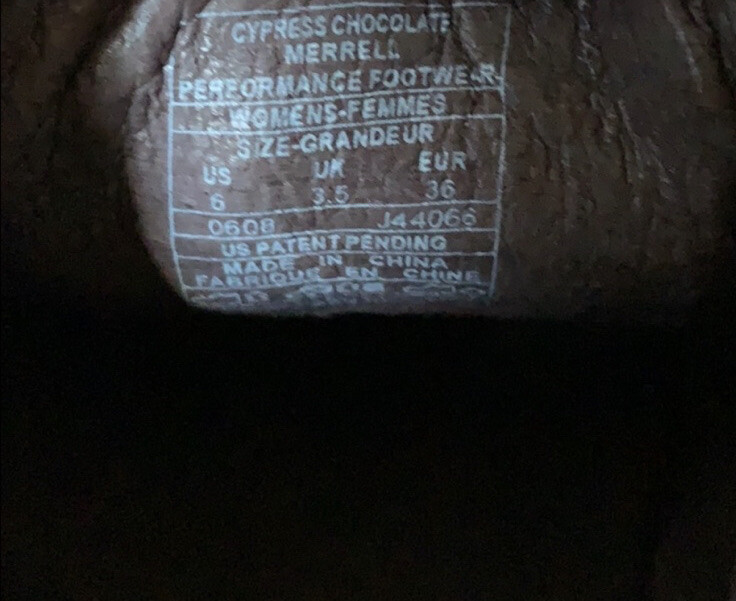 CYPRESS CHOCOLATE
MERRELL
PERFORMANCE FOOTWEAR
WOMENS-FEMMES
SIZE-GRANDEUR
US UK EUR
6 3.5 36
0608 J44066
US PATENT PENDING
MADE IN CHINA
FABRIQUE EN CHINE